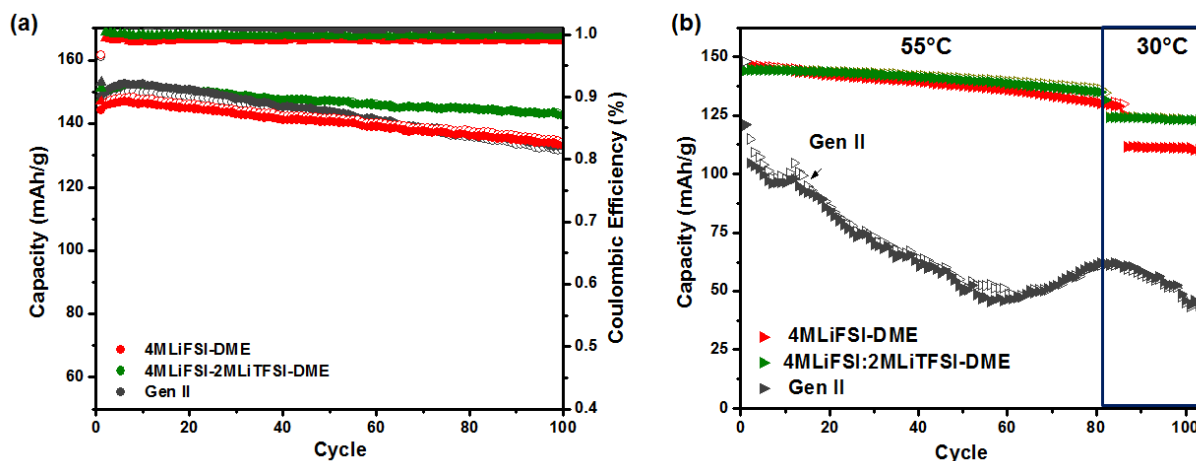 (a)
160
140
120
100
80
60
Capacity (mAh/g)
4MLiFSI-DME
4MLiFSI-2MLiTFSI-DME
Gen II
0 20 40 60 80 100
Cycle
1.0
0.9
0.8
0.7
0.6
0.5
0.4
Coulombic Efficiency (%)
(b)
55°C 30°C
150
125
100
75
50
25
0
Capacity (mAh/g)
Gen II
4MLiFSI-DME
4MLiFSI:2MLiTFSI-DME
Gen II
0 20 40 60 80 100
Cycle